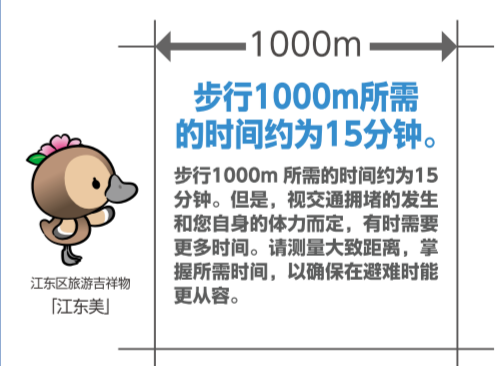 1000m
步行1000m所需
的时间约为15分钟。
步行1000m 所需的时间约为15
分钟。但是，视交通拥堵的发生
和您自身的体力而定，有时需要
更多时间。请测量大致距离，掌
握所需时间，以确保在避难时能
更从容。
江东区旅游吉祥物
「江东美」